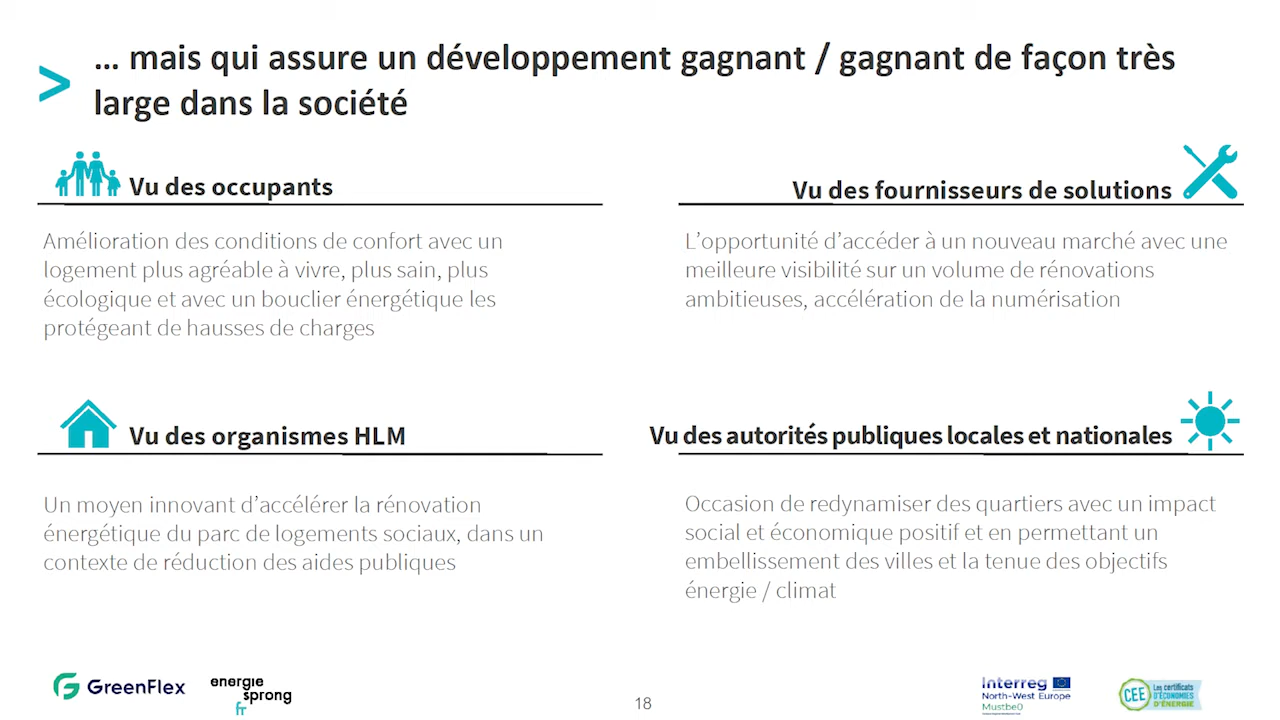 … mais qui assure un développement gagnant / gagnant de façon très
large dans la société
Vu des occupants
Amélioration des conditions de confort avec un
logement plus agréable à vivre, plus sain, plus
écologique et avec un bouclier énergétique les
protégeant de hausses de charges
Vu des fournisseurs de solutions
L’opportunité d’accéder à un nouveau marché avec une
meilleure visibilité sur un volume de rénovations
ambitieuses, accélération de la numérisation
Vu des organismes HLM
Un moyen innovant d’accélérer la rénovation
énergétique du parc de logements sociaux, dans un
contexte de réduction des aides publiques
Vu des autorités publiques locales et nationales
Occasion de redynamiser des quartiers avec un impact
social et économique positif et en permettant un
embellissement des villes et la tenue des objectifs
énergie / climat
GreenFlex
energie
sprong
fr
18
Interreg
North-West Europe
Mustbe0
CEE
Les certificats
D'ÉCONOMIES
D'ÉNERGIE